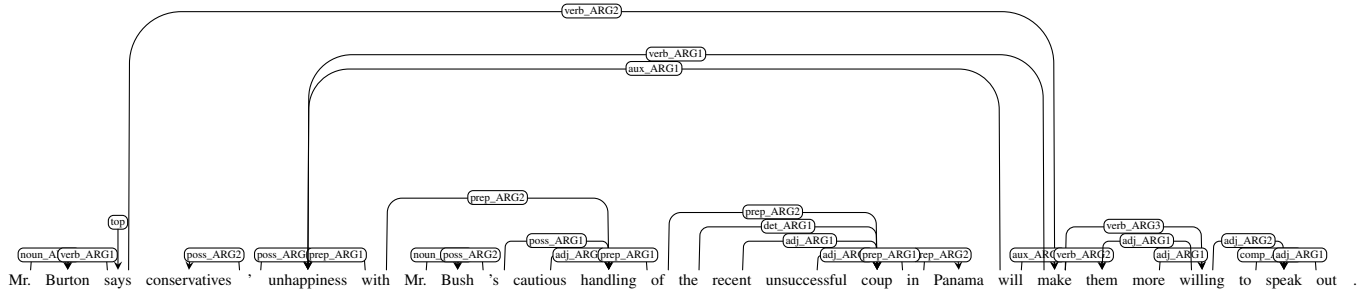 verb_ARG2
verb_ARG1
aux_ARG1
prep_ARG2
prep_ARG2
top
det_ARG1
verb_ARG3
poss_ARG1
adj_ARG1
adj_ARG1
adj_ARG2
verb_ARG1
poss_ARG2
prep_ARG1
poss_ARG2
prep_ARG1
prep_ARG1
verb_ARG2
adj_ARG1
adj_ARG1
Mr. Burton says conservatives ' unhappiness with Mr. Bush 's cautious handling of the recent unsuccessful coup in Panama will make them more willing to speak out .